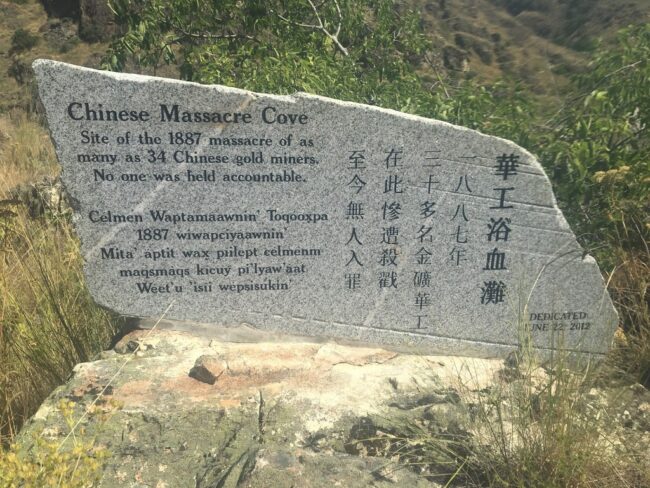 Chinese Massacre Cove
Site of the 1887 massacre of as
many as 34 Chinese gold miners.
No one was held accountable.
Celmen Waptamaawnin' Toqooxpa
1887 wiwapciyaawnin'
Mita' aptit wax piilept celmenm
maqsmaqs kicuy pi'lyaw'aat
Weet'u 'isii wepsisukin'
華工浴血灘
一八八七年
三十多名金礦華工
在此慘遭殺戳
至今無人入罪
DEDICATED
JUNE 22, 2012